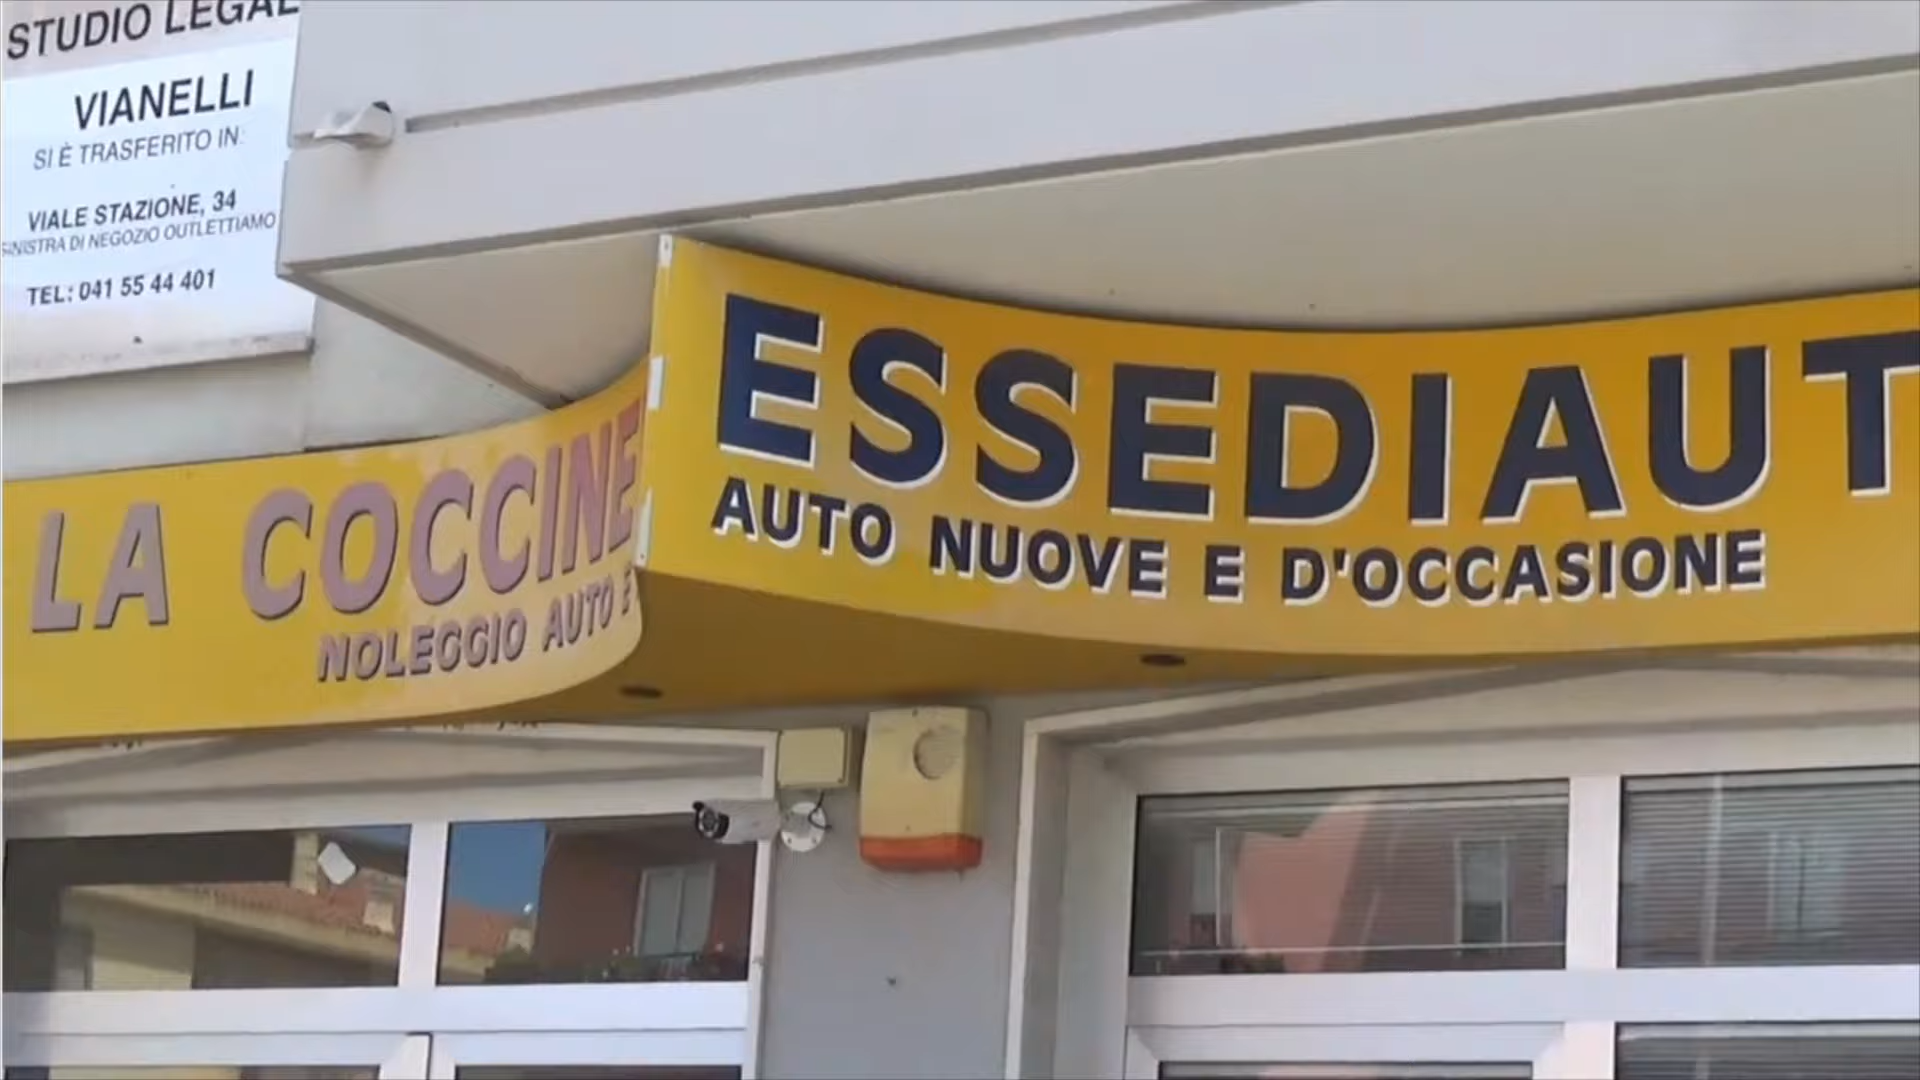 STUDIO LEGAL
VIANELLI
SI È TRASFERITO IN:
VIALE STAZIONE, 34
SINISTRA DI NEGOZIO OUTLETTIAMO
TEL: 041 55 44 401
LA COCCINE
NOLEGGIO AUTO E
ESSEDIAUT
AUTO NUOVE E D'OCCASIONE